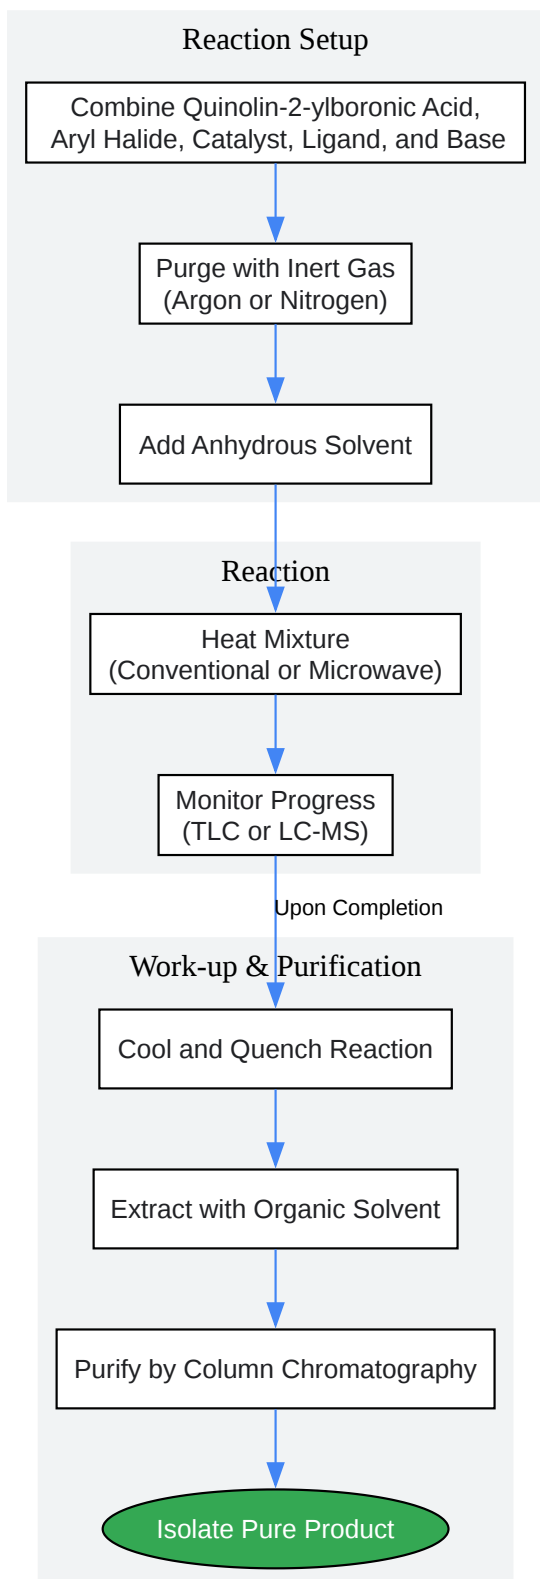 Reaction Setup
Combine Quinolin-2-ylboronic Acid,
Aryl Halide, Catalyst, Ligand, and Base
Purge with Inert Gas
(Argon or Nitrogen)
Add Anhydrous Solvent
Reaction
Heat Mixture
(Conventional or Microwave)
Monitor Progress
(TLC or LC-MS)
Upon Completion
Work-up & Purification
Cool and Quench Reaction
Extract with Organic Solvent
Purify by Column Chromatography
Isolate Pure Product